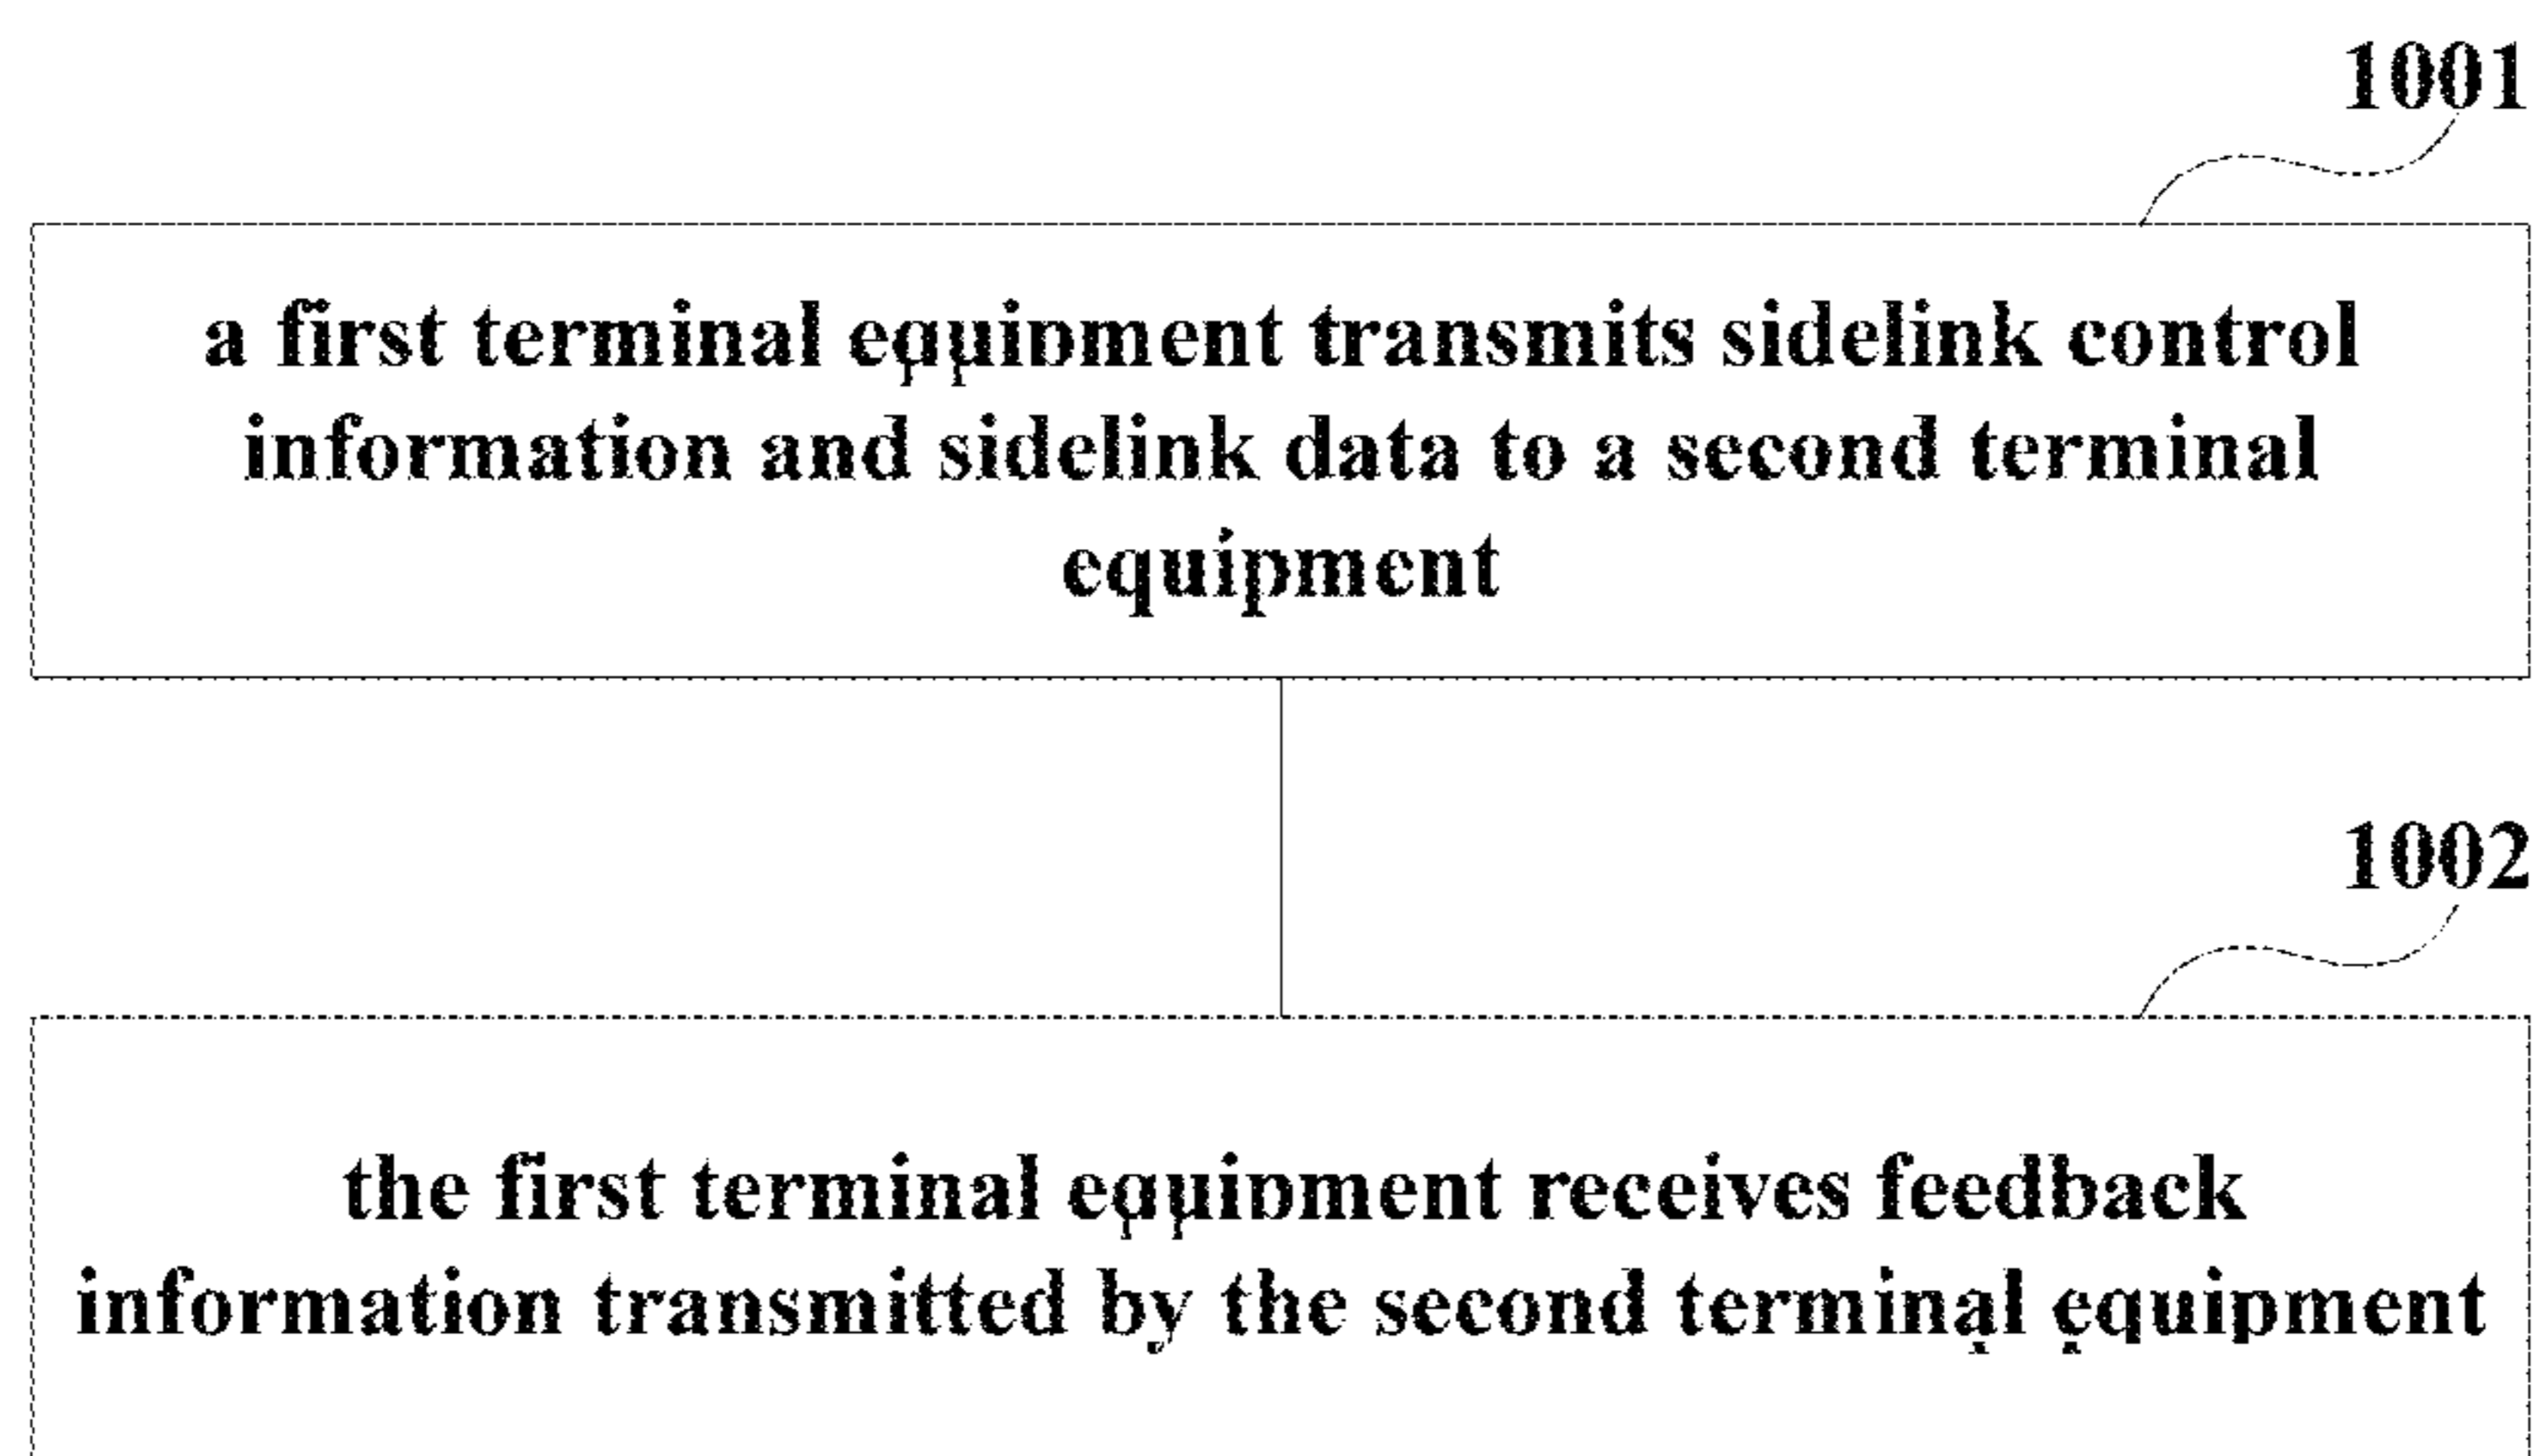 1001
a first terminal equipment transmits sidelink control
information and sidelink data to a second terminal
equipment
1002
the first terminal equipment receives feedback
information transmitted by the second terminal equipment